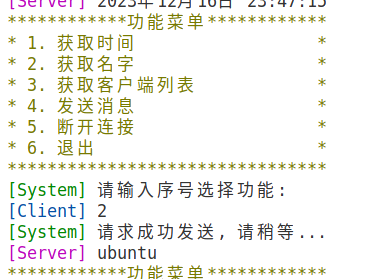 [Server] 2023年12月16日 23:47:15
************功能菜单************
* 1. 获取时间 *
* 2. 获取名字 *
* 3. 获取客户端列表 *
* 4. 发送消息 *
* 5. 断开连接 *
* 6. 退出 *
********************************
[System] 请输入序号选择功能:
[Client] 2
[System] 请求成功发送, 请稍等...
[Server] ubuntu
************功能菜单************